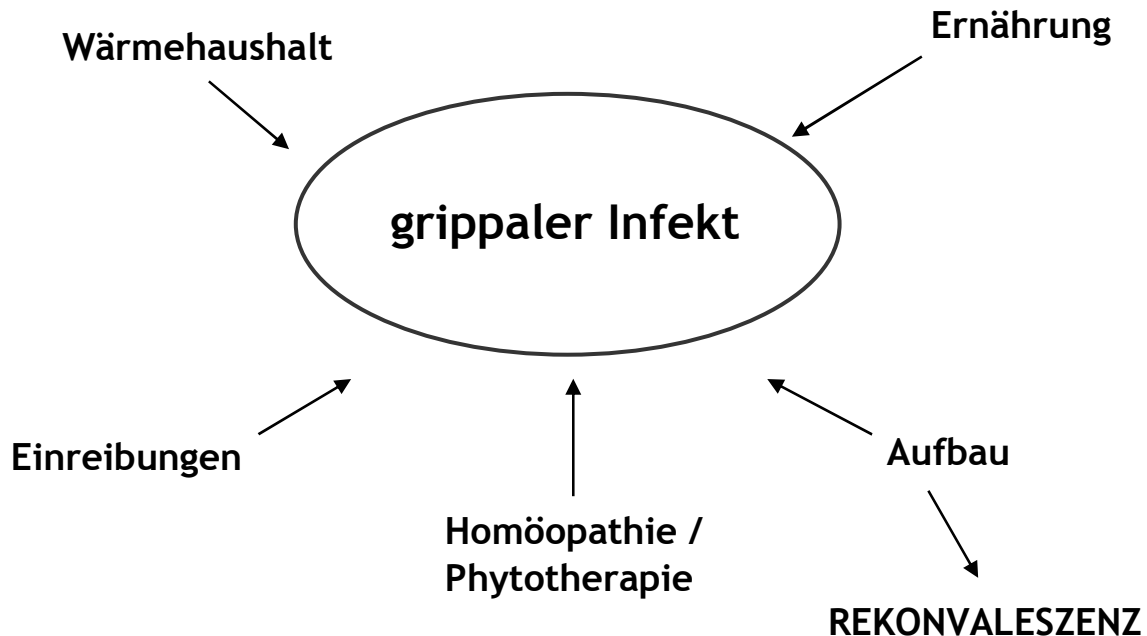 Wärmehaushalt
Ernährung
grippaler Infekt
Einreibungen
Aufbau
Homöopathie /
Phytotherapie
REKONVALESZENZ